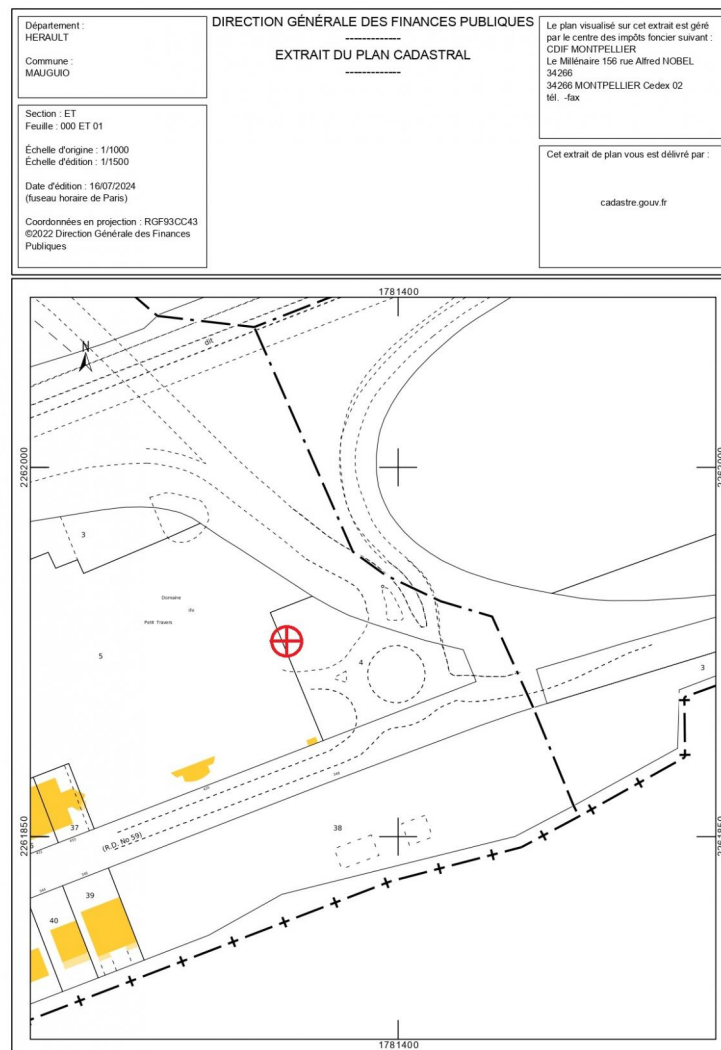 Département :
HERAULT
Commune :
MAUGUIO
Section : ET
Feuille : 000 ET 01
Échelle d'origine : 1/1000
Échelle d'édition : 1/1500
Date d'édition : 16/07/2024
(fuseau horaire de Paris)
Coordonnées en projection : RGF93CC43
©2022 Direction Générale des Finances
Publiques
DIRECTION GÉNÉRALE DES FINANCES PUBLIQUES
-------------
EXTRAIT DU PLAN CADASTRAL
-------------
Le plan visualisé sur cet extrait est géré
par le centre des impôts foncier suivant :
CDIF MONTPELLIER
Le Millénaire 156 rue Alfred NOBEL
34266
34266 MONTPELLIER Cedex 02
tél. -fax
Cet extrait de plan vous est délivré par :
cadastre.gouv.fr
1781400
dit
N
2262000
2262000
3
Domaine
du
Petit Travers
5
4
3
37
(R.D. No 59)
38
2261850
2261850
39
40
1781400